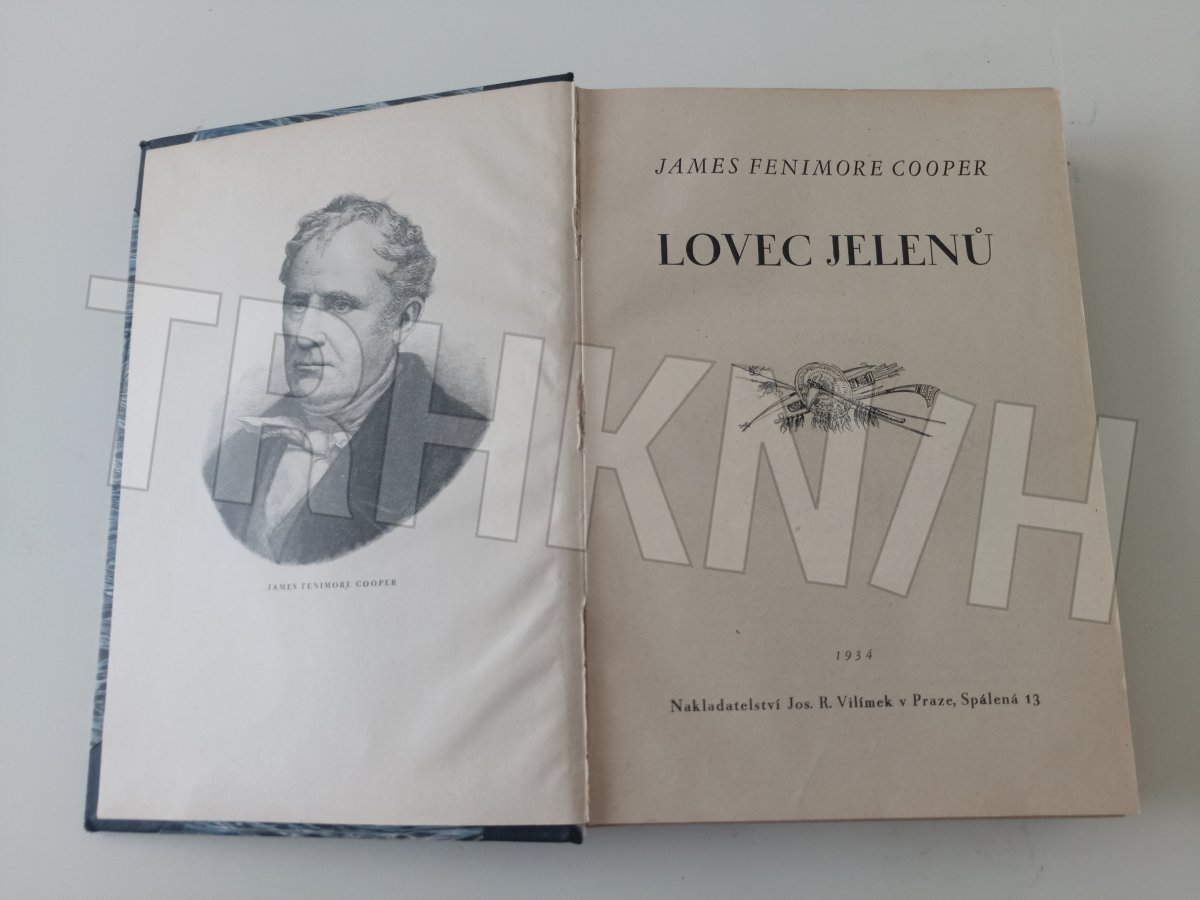 JAMES FENIMORE COOPER
JAMES FENIMORE COOPER
LOVEC JELENŮ
1934
Nakladatelství Jos. R. Vilímek v Praze, Spálená 13
TRHKNIH